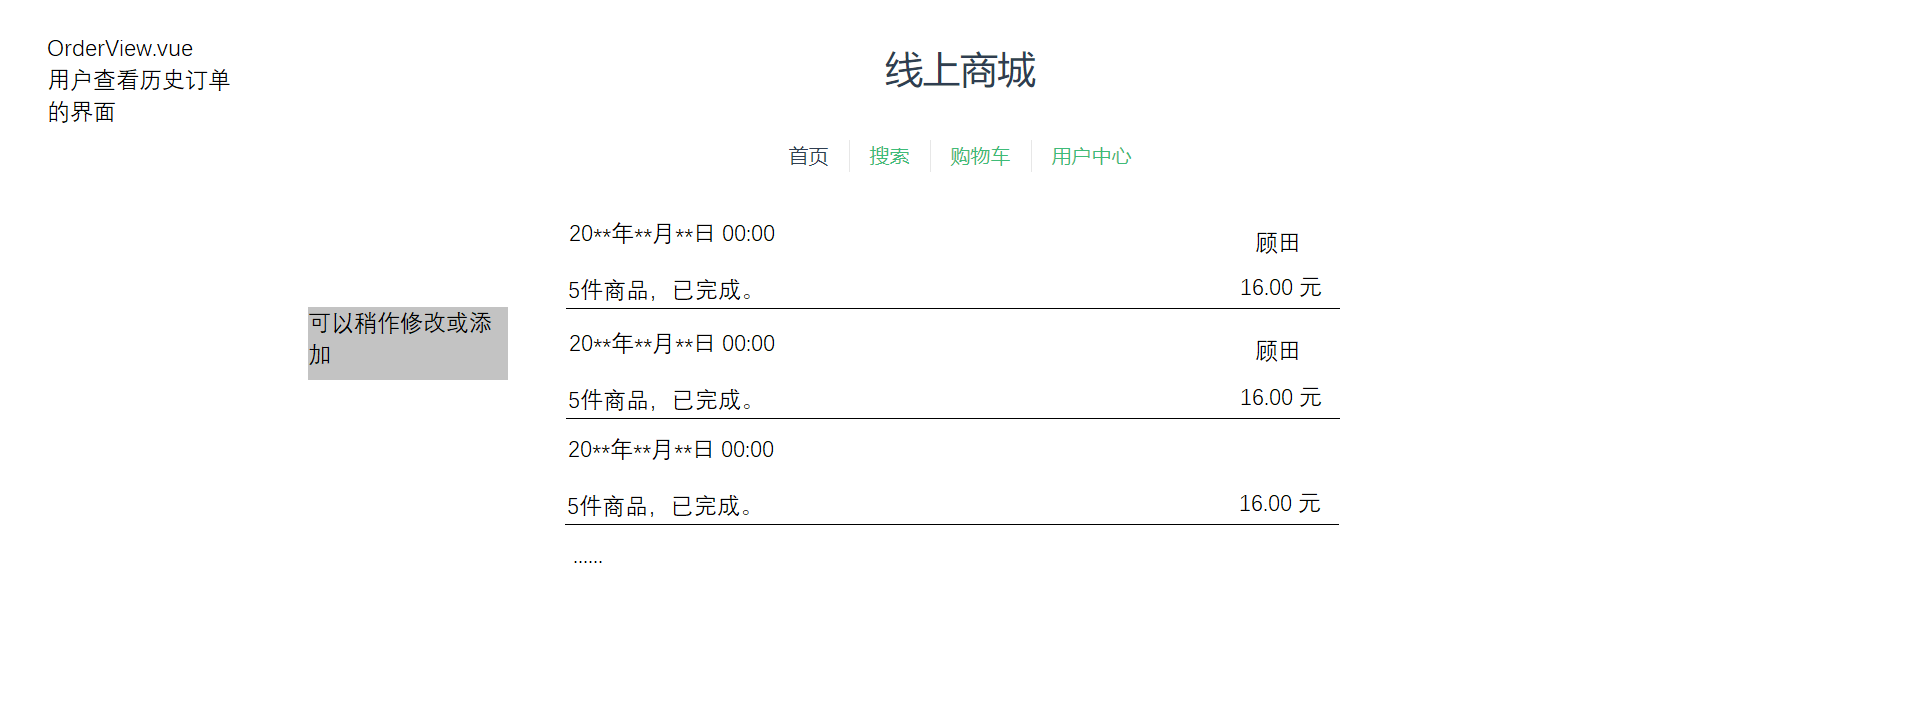 OrderView.vue
用户查看历史订单
的界面
线上商城
首页
搜索
购物车
用户中心
20**年**月**日 00:00
顾田
5件商品，已完成。
16.00 元
可以稍作修改或添
加
20**年**月**日 00:00
顾田
5件商品，已完成。
16.00 元
20**年**月**日 00:00
5件商品，已完成。
16.00 元
......